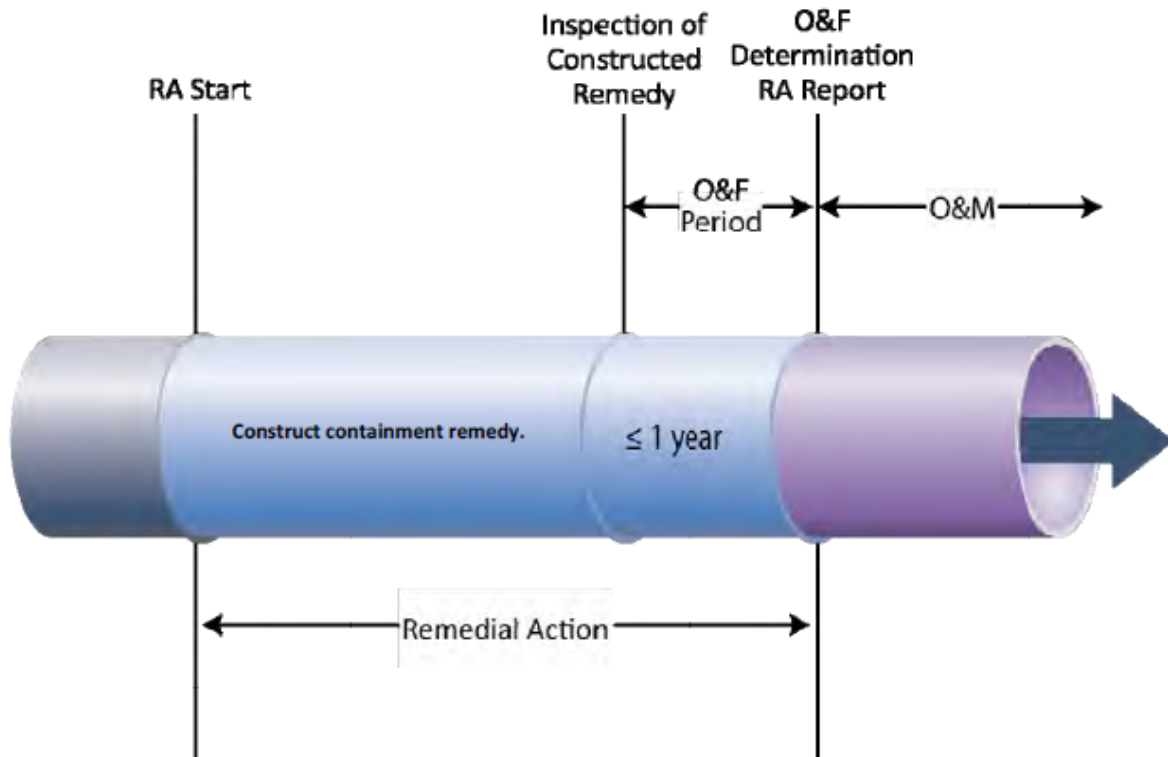 RA Start
Inspection of
Constructed
Remedy
O&F
Determination
RA Report
O&F
Period
O&M
Construct containment remedy.
≤ 1 year
Remedial Action